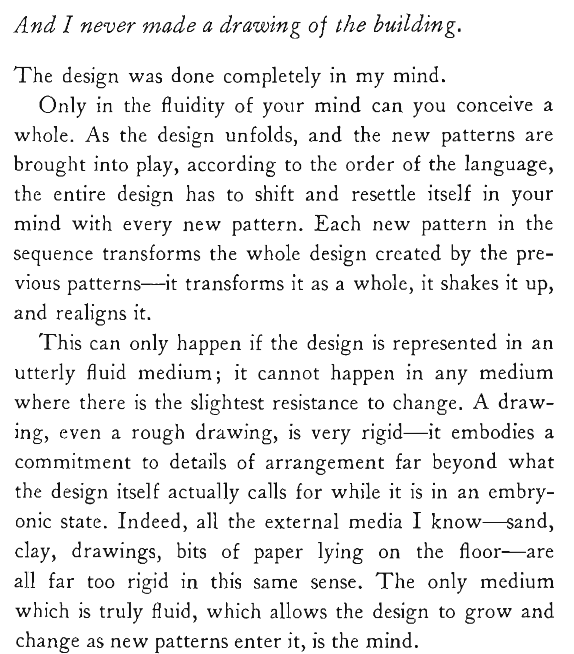 And I never made a drawing of the building.
The design was done completely in my mind.
Only in the fluidity of your mind can you conceive a
whole. As the design unfolds, and the new patterns are
brought into play, according to the order of the language,
the entire design has to shift and resettle itself in your
mind with every new pattern. Each new pattern in the
sequence transforms the whole design created by the pre-
vious patterns—it transforms it as a whole, it shakes it up,
and realigns it.
This can only happen if the design is represented in an
utterly fluid medium; it cannot happen in any medium
where there is the slightest resistance to change. A draw-
ing, even a rough drawing, is very rigid—it embodies a
commitment to details of arrangement far beyond what
the design itself actually calls for while it is in an embry-
onic state. Indeed, all the external media I know—sand,
clay, drawings, bits of paper lying on the floor—are
all far too rigid in this same sense. The only medium
which is truly fluid, which allows the design to grow and
change as new patterns enter it, is the mind.